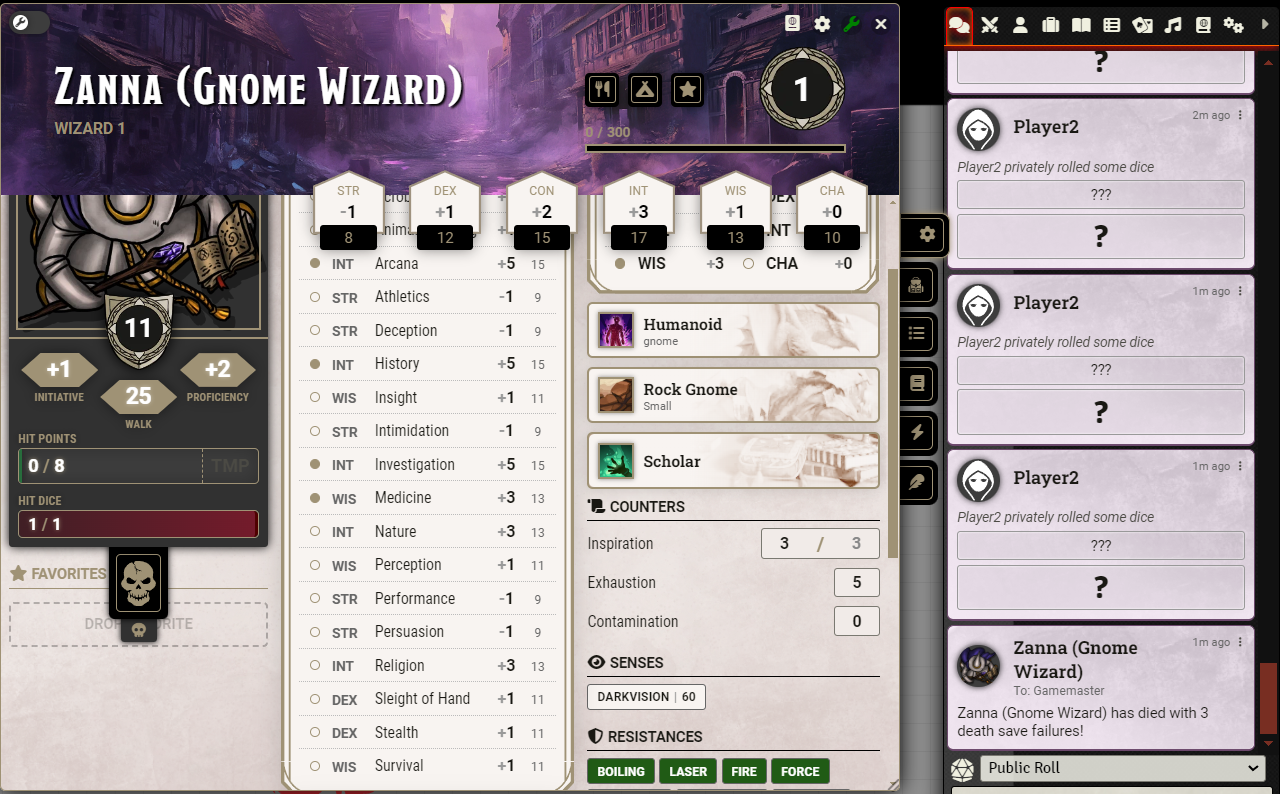 Zanna (Gnome Wizard)
WIZARD 1
1
0 / 300
STR
-1
8
DEX
+1
12
CON
+2
15
INT
+3
17
WIS
+1
13
CHA
+0
10
INT Arcana +5 15
STR Athletics -1 9
STR Deception -1 9
INT History +5 15
WIS Insight +1 11
STR Intimidation -1 9
INT Investigation +5 15
WIS Medicine +3 13
INT Nature +3 13
WIS Perception +1 11
STR Performance -1 9
STR Persuasion -1 9
INT Religion +3 13
DEX Sleight of Hand +1 11
DEX Stealth +1 11
WIS Survival +1 11
11
+1
INITIATIVE
25
WALK
+2
PROFICIENCY
HIT POINTS
0 / 8 TMP
HIT DICE
1 / 1
FAVORITES
WIS +3 CHA +0
Humanoid
gnome
Rock Gnome
Small
Scholar
COUNTERS
Inspiration 3 / 3
Exhaustion 5
Contamination 0
SENSES
DARKVISION | 60
RESISTANCES
BOILING LASER FIRE FORCE
?
Player2 2m ago
Player2 privately rolled some dice
???
?
Player2 1m ago
Player2 privately rolled some dice
???
?
Player2 1m ago
Player2 privately rolled some dice
???
?
Zanna (Gnome 1m ago
Wizard)
To: Gamemaster
Zanna (Gnome Wizard) has died with 3
death save failures!
Public Roll